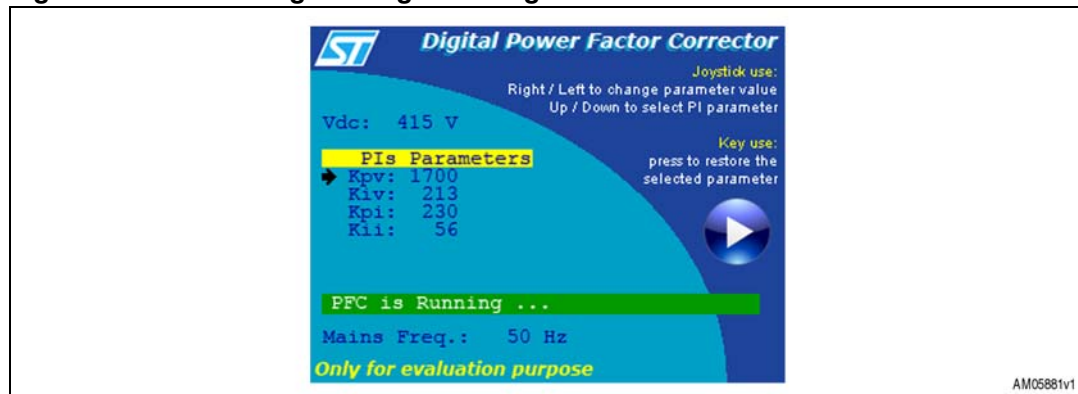 ST
Digital Power Factor Corrector
Joystick use:
Right / Left to change parameter value
Up / Down to select PI parameter
Vdc: 415 V
Key use:
press to restore the
selected parameter
PIs Parameters
Kpv: 1700
Kiv: 213
Kpi: 230
Kii: 56
PFC is Running ...
Mains Freq.: 50 Hz
Only for evaluation purpose
AM05881v1